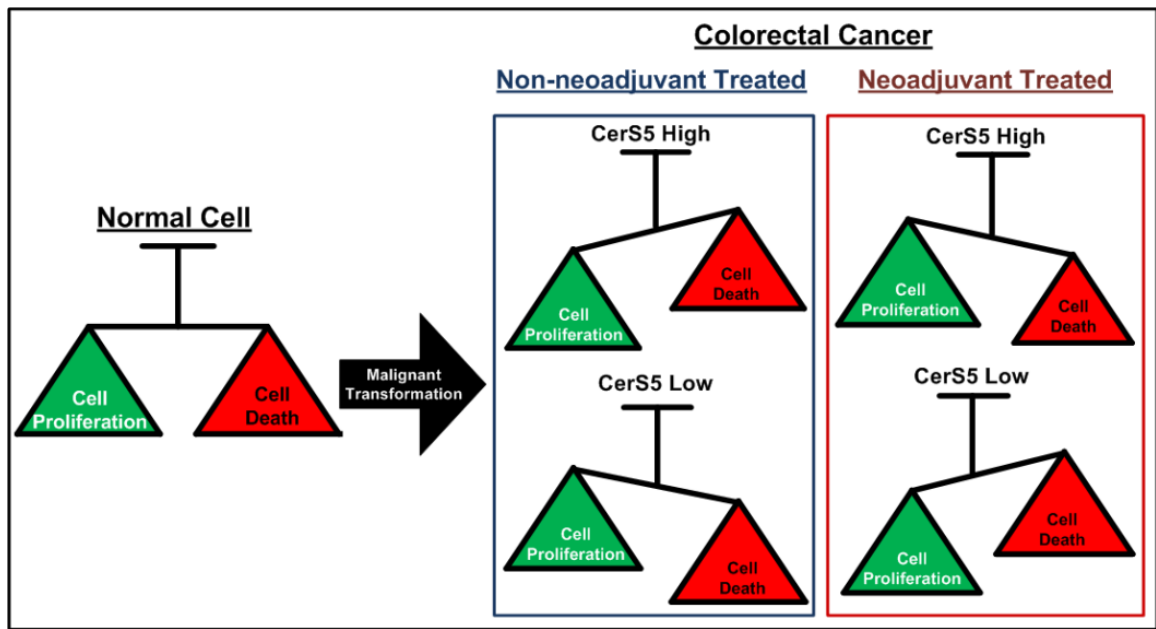 Colorectal Cancer
Non-neoadjuvant Treated
Neoadjuvant Treated
Normal Cell
Cell
Proliferation
Cell
Death
Malignant
Transformation
CerS5 High
Cell
Proliferation
Cell
Death
CerS5 Low
Cell
Proliferation
Cell
Death
CerS5 High
Cell
Proliferation
Cell
Death
CerS5 Low
Cell
Proliferation
Cell
Death